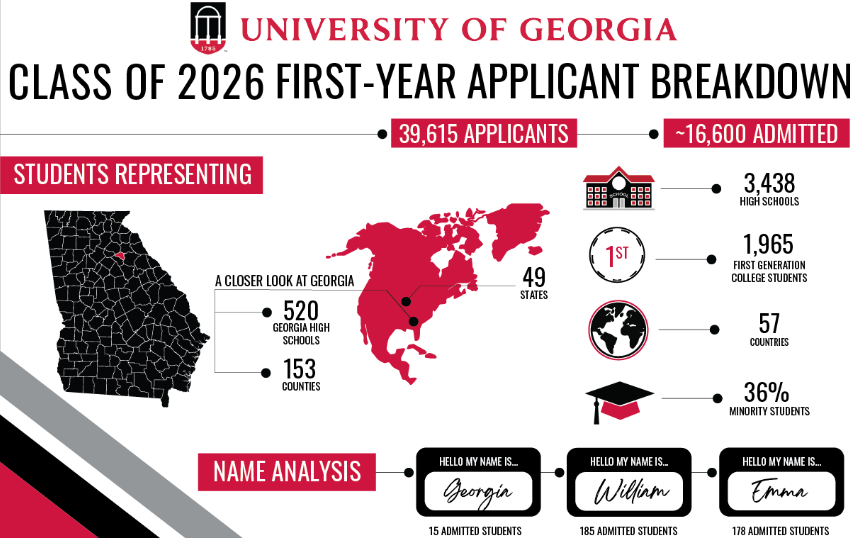 1785
UNIVERSITY OF GEORGIA
CLASS OF 2026 FIRST-YEAR APPLICANT BREAKDOWN
39,615 APPLICANTS
~16,600 ADMITTED
STUDENTS REPRESENTING
A CLOSER LOOK AT GEORGIA
520
GEORGIA HIGH
SCHOOLS
153
COUNTIES
49
STATES
SCHOOL
3,438
HIGH SCHOOLS
1ST
1,965
FIRST GENERATION
COLLEGE STUDENTS
57
COUNTRIES
36%
MINORITY STUDENTS
NAME ANALYSIS
HELLO MY NAME IS...
Georgia
15 ADMITTED STUDENTS
HELLO MY NAME IS...
William
185 ADMITTED STUDENTS
HELLO MY NAME IS...
Emma
178 ADMITTED STUDENTS